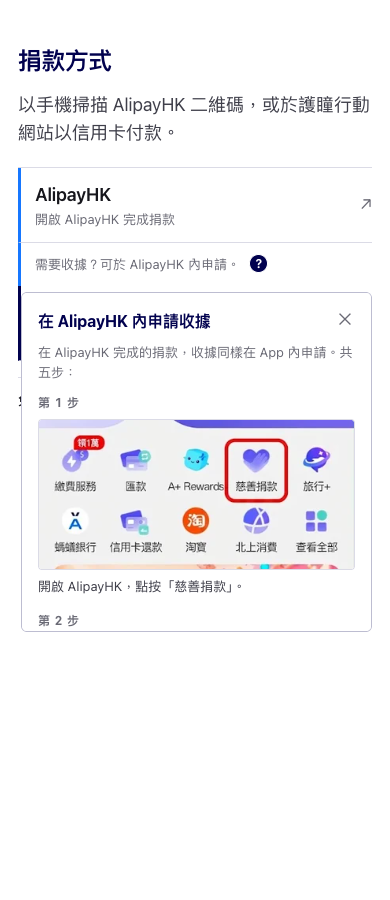 捐款方式
以手機掃描 AlipayHK 二維碼，或於護瞳行動
網站以信用卡付款。
AlipayHK
開啟 AlipayHK 完成捐款
需要收據？可於 AlipayHK 內申請。 ?
在 AlipayHK 內申請收據
在 AlipayHK 完成的捐款，收據同樣在 App 內申請。共
五步：
第 1 步
領1萬
繳費服務 匯款 A+ Rewards 慈善捐款 旅行+
淘
螞蟻銀行 信用卡還款 淘寶 北上消費 查看全部
開啟 AlipayHK，點按「慈善捐款」。
第 2 步